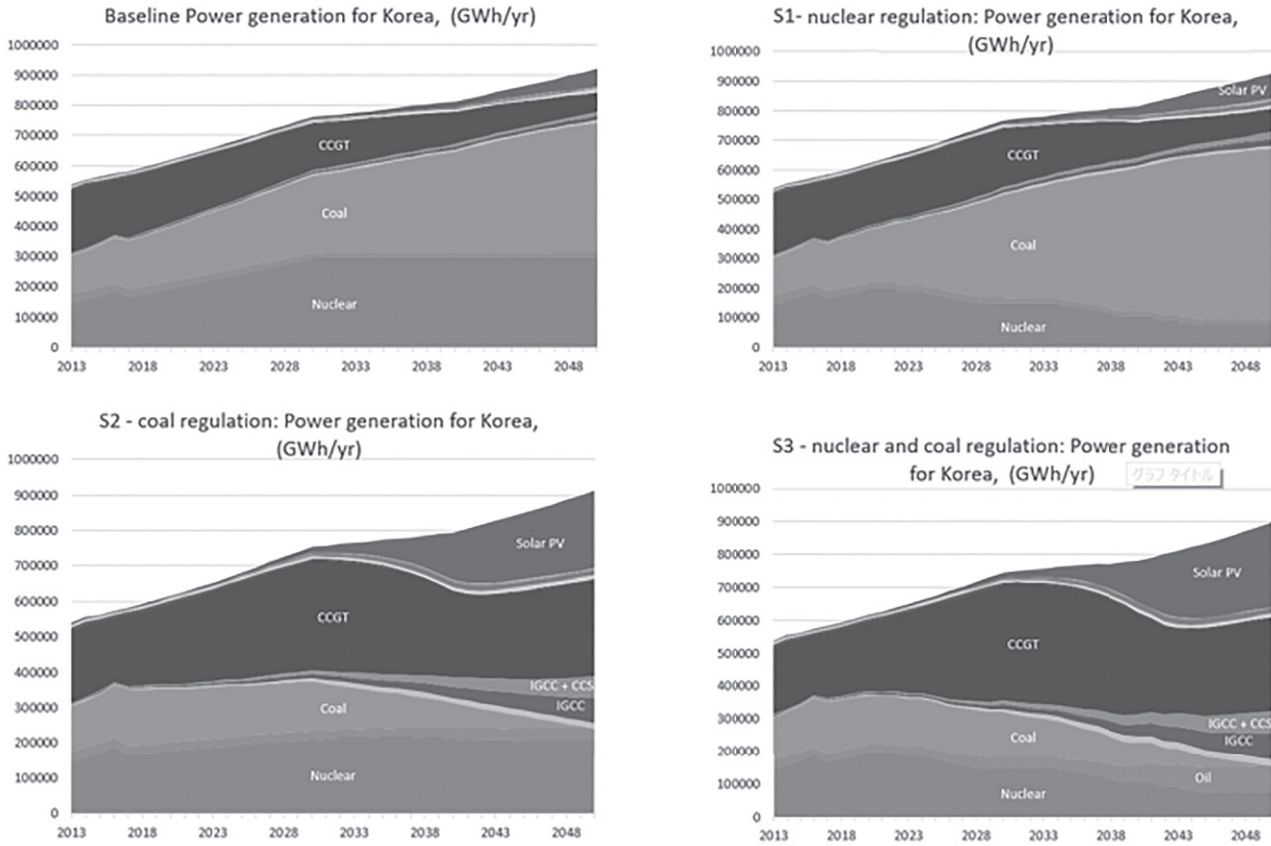 Baseline Power generation for Korea, (GWh/yr)
1000000
900000
800000
700000
600000
500000
400000
300000
200000
100000
0
CCGT
Coal
Nuclear
2013 2018 2023 2028 2033 2038 2043 2048
S1- nuclear regulation: Power generation for Korea,
(GWh/yr)
1000000
900000
800000
700000
600000
500000
400000
300000
200000
100000
0
Solar PV
CCGT
Coal
Nuclear
2013 2018 2023 2028 2033 2038 2043 2048
S2 - coal regulation: Power generation for Korea,
(GWh/yr)
1000000
900000
800000
700000
600000
500000
400000
300000
200000
100000
0
Solar PV
CCGT
IGCC + CCS
IGCC
Coal
Nuclear
2013 2018 2023 2028 2033 2038 2043 2048
S3 - nuclear and coal regulation: Power generation
for Korea, (GWh/yr)
グラフ タイトル
1000000
900000
800000
700000
600000
500000
400000
300000
200000
100000
0
Solar PV
CCGT
IGCC + CCS
IGCC
Coal
Oil
Nuclear
2013 2018 2023 2028 2033 2038 2043 2048